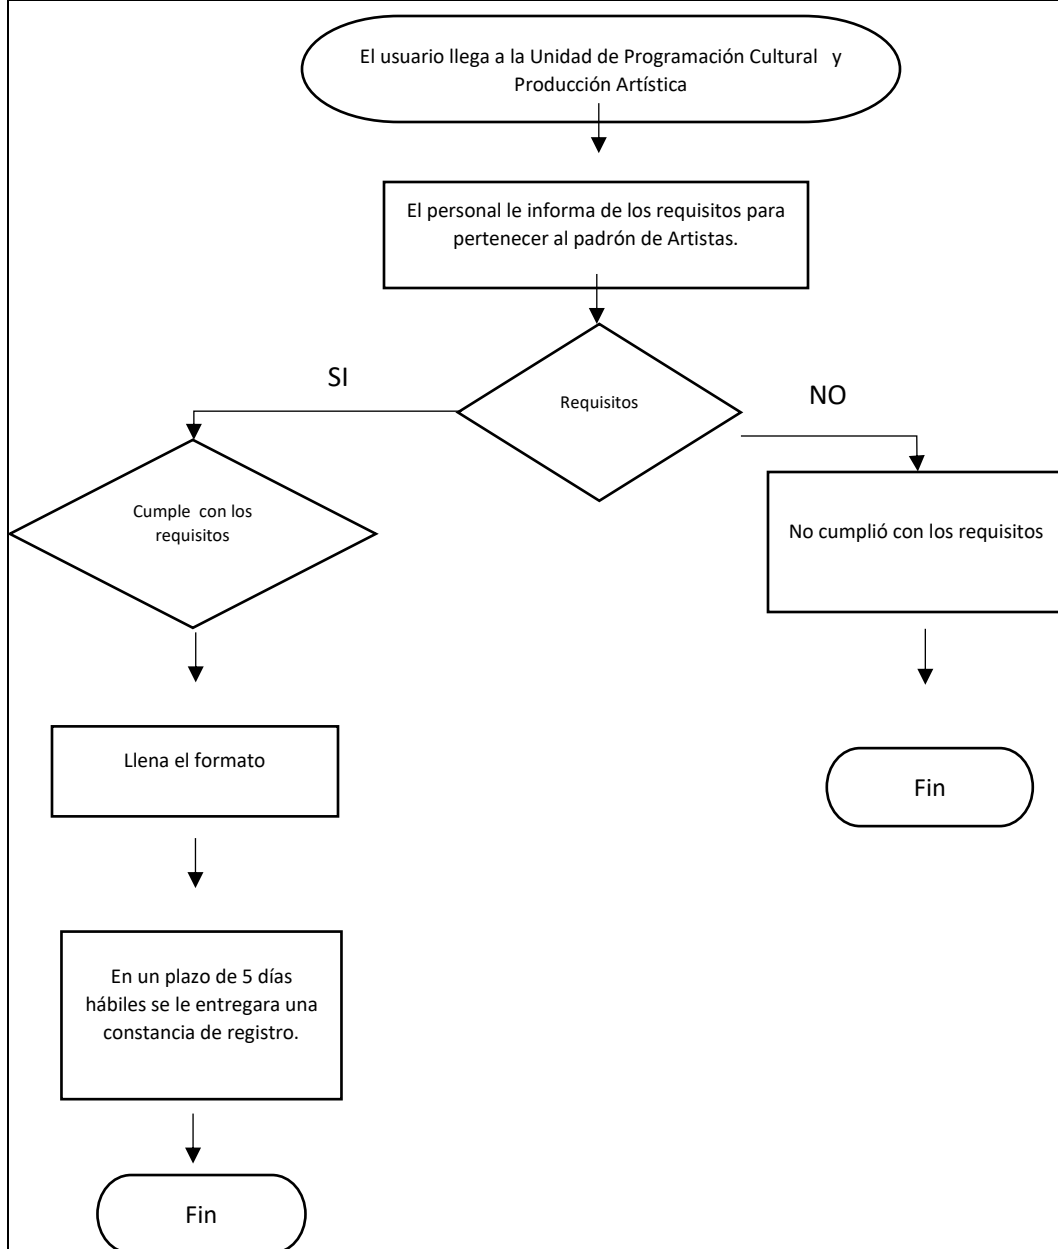 El usuario llega a la Unidad de Programación Cultural y
Producción Artística
El personal le informa de los requisitos para
pertenecer al padrón de Artistas.
Requisitos
SI
NO
Cumple con los
requisitos
No cumplió con los requisitos
Llena el formato
Fin
En un plazo de 5 días
hábiles se le entregara una
constancia de registro.
Fin